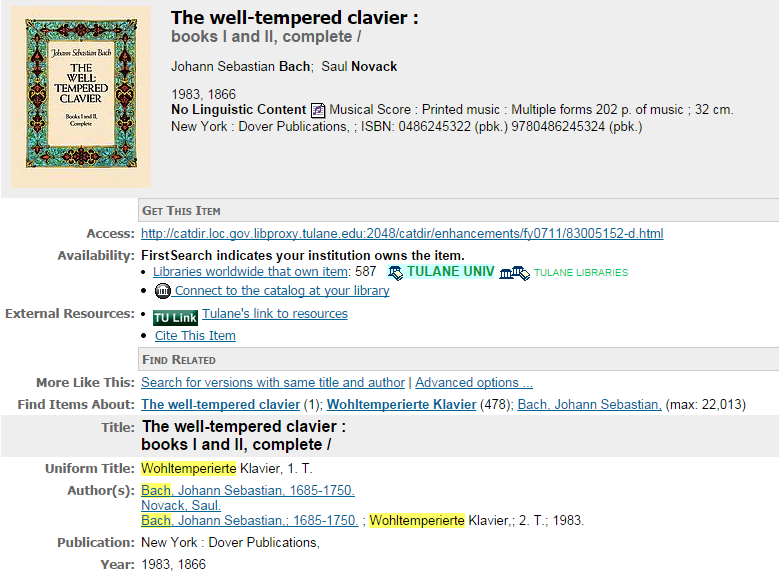 Johann Sebastian Bach
THE
WELL-
TEMPERED
CLAVIER
Books I and II,
Complete
The well-tempered clavier :
books I and II, complete /
Johann Sebastian Bach;  Saul Novack
1983, 1866
No Linguistic Content Musical Score : Printed music : Multiple forms 202 p. of music ; 32 cm.
New York : Dover Publications, ; ISBN: 0486245322 (pbk.) 9780486245324 (pbk.)
GET THIS ITEM
Access: http://catdir.loc.gov.libproxy.tulane.edu:2048/catdir/enhancements/fy0711/83005152-d.html
Availability: FirstSearch indicates your institution owns the item.
• Libraries worldwide that own item: 587 TULANE UNIV TULANE LIBRARIES
• Connect to the catalog at your library
External Resources: • TU Link Tulane's link to resources
• Cite This Item
FIND RELATED
More Like This: Search for versions with same title and author | Advanced options ...
Find Items About: The well-tempered clavier (1); Wohltemperierte Klavier (478); Bach, Johann Sebastian, (max: 22,013)
Title: The well-tempered clavier :
books I and II, complete /
Uniform Title: Wohltemperierte Klavier, 1. T.
Author(s): Bach, Johann Sebastian, 1685-1750.
Novack, Saul.
Bach, Johann Sebastian,; 1685-1750. ; Wohltemperierte Klavier,; 2. T.; 1983.
Publication: New York : Dover Publications,
Year: 1983, 1866